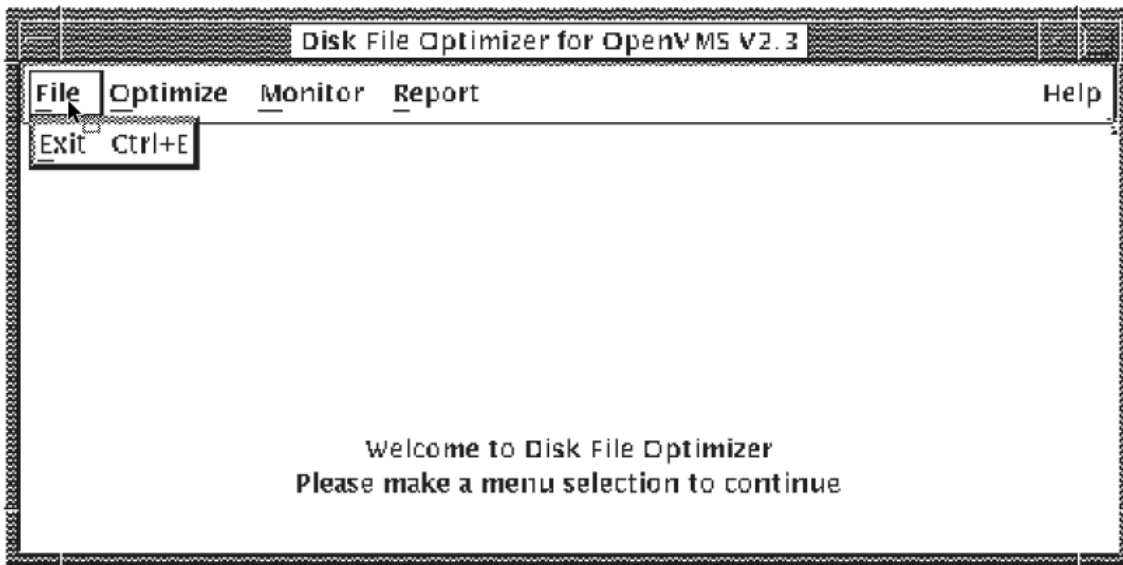 Disk File Optimizer for OpenVMS V2.3
File Optimize Monitor Report Help
Exit Ctrl+E
Welcome to Disk File Optimizer
Please make a menu selection to continue